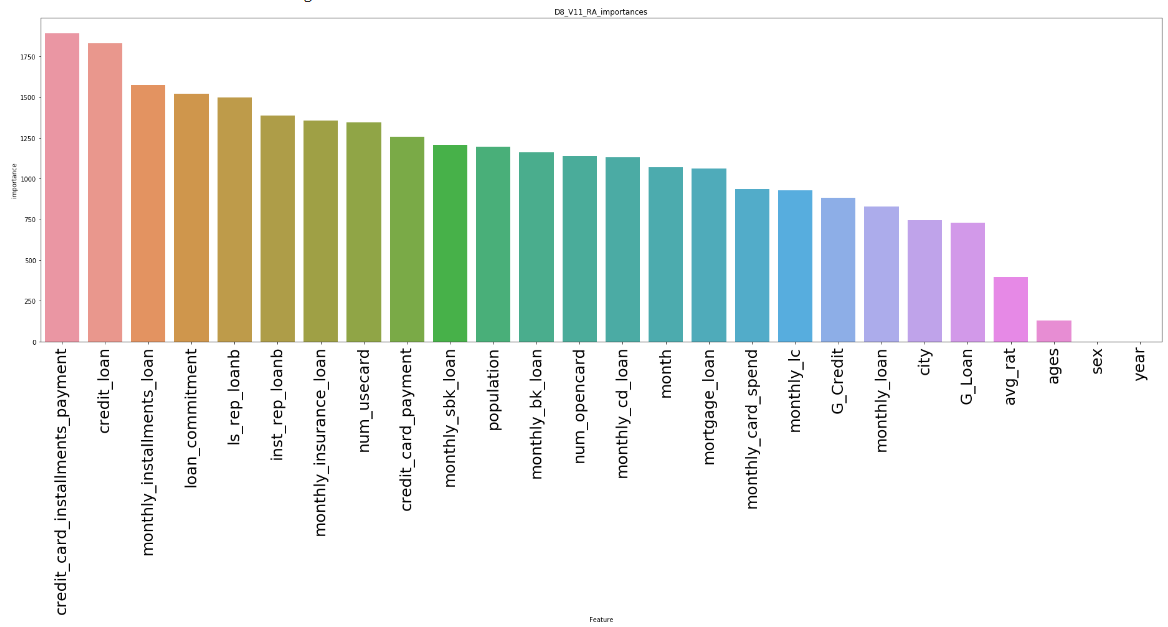 D8_V11_RA_importances
importance
1750
1500
1250
1000
750
500
250
0
credit_card_installments_payment
credit_loan
monthly_installments_loan
loan_commitment
ls_rep_loanb
inst_rep_loanb
monthly_insurance_loan
num_usecard
credit_card_payment
monthly_sbk_loan
population
monthly_bk_loan
num_opencard
monthly_cd_loan
month
mortgage_loan
monthly_card_spend
monthly_lc
G_Credit
monthly_loan
city
G_Loan
avg_rat
ages
sex
year
Feature